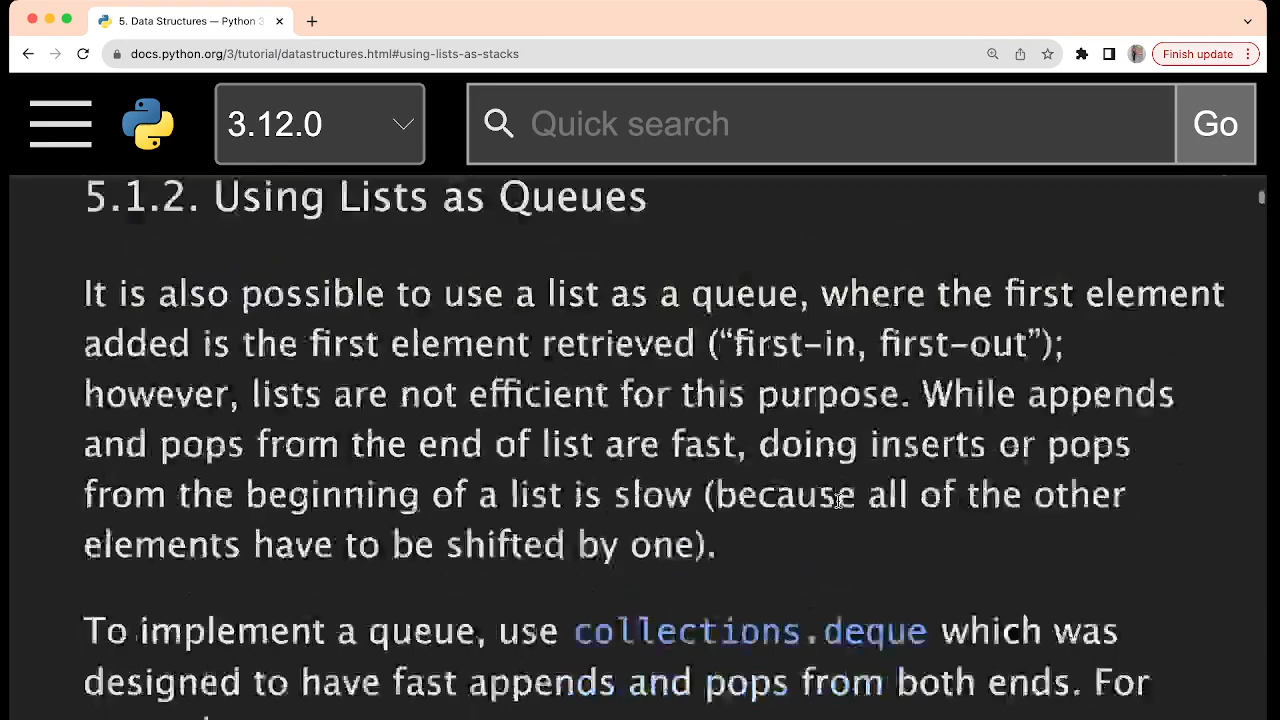 5. Data Structures — Python 3
docs.python.org/3/tutorial/datastructures.html#using-lists-as-stacks
Finish update
3.12.0
Quick search
Go
5.1.2. Using Lists as Queues
It is also possible to use a list as a queue, where the first element
added is the first element retrieved (“first-in, first-out”);
however, lists are not efficient for this purpose. While appends
and pops from the end of list are fast, doing inserts or pops
from the beginning of a list is slow (because all of the other
elements have to be shifted by one).
To implement a queue, use collections.deque which was
designed to have fast appends and pops from both ends. For